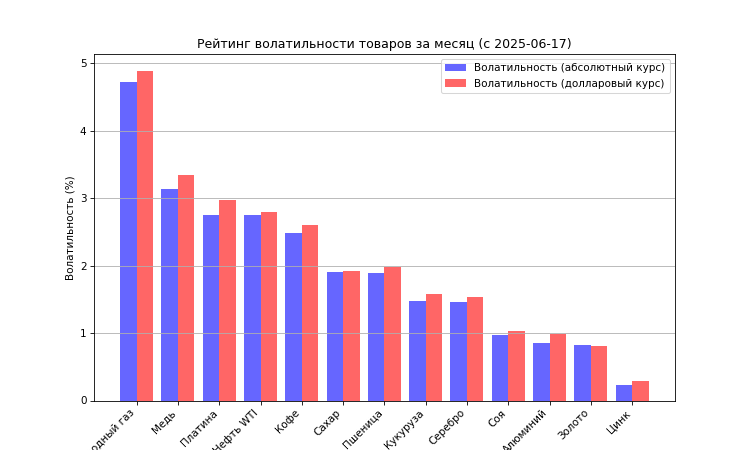 Рейтинг волатильности товаров за месяц (с 2025-06-17)
Волатильность (абсолютный курс)
Волатильность (долларовый курс)
Волатильность (%)
5
4
3
2
1
0
одный газ
Медь
Платина
Нефть WTI
Кофе
Сахар
Пшеница
Кукуруза
Серебро
Соя
Алюминий
Золото
Цинк